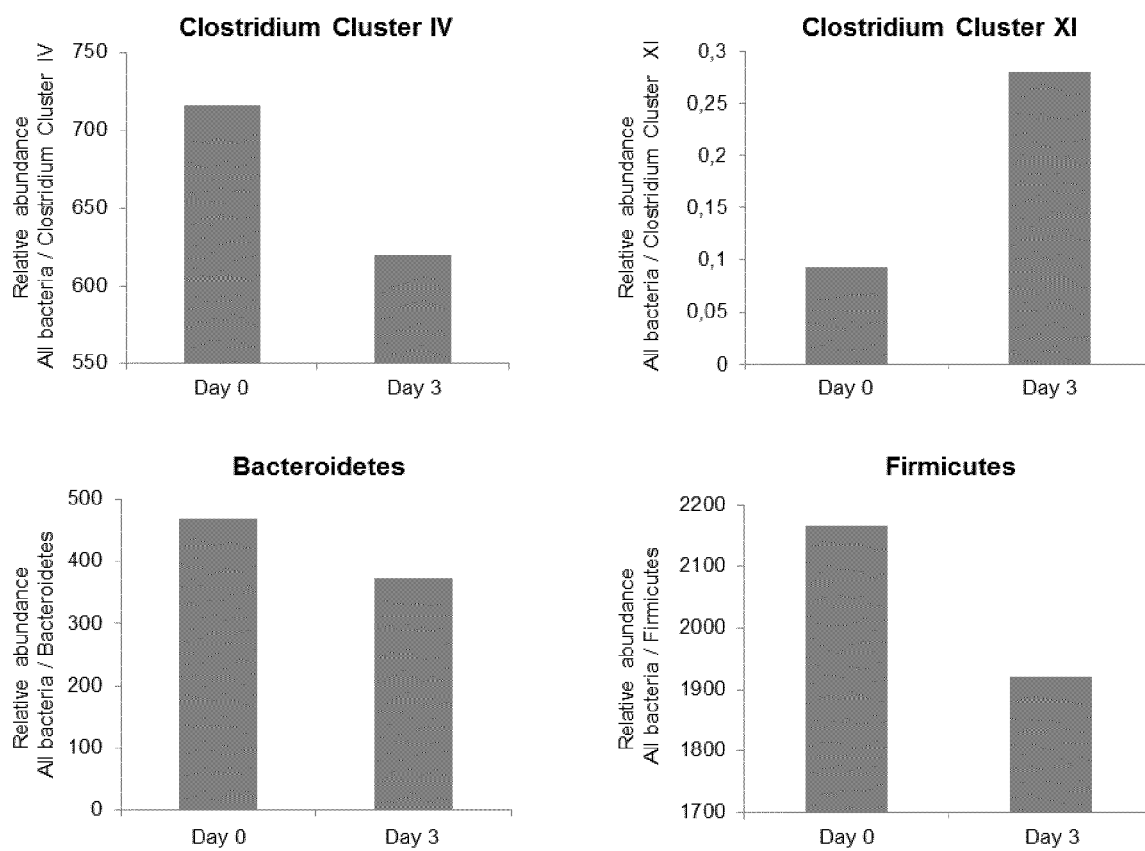 Clostridium Cluster IV
Relative abundance
All bacteria / Clostridium Cluster IV
750
700
650
600
550
Day 0 Day 3
Clostridium Cluster XI
Relative abundance
All bacteria / Clostridium Cluster XI
0,3
0,25
0,2
0,15
0,1
0,05
0
Day 0 Day 3
Bacteroidetes
Relative abundance
All bacteria / Bacteroidetes
500
400
300
200
100
0
Day 0 Day 3
Firmicutes
Relative abundance
All bacteria / Firmicutes
2200
2100
2000
1900
1800
1700
Day 0 Day 3